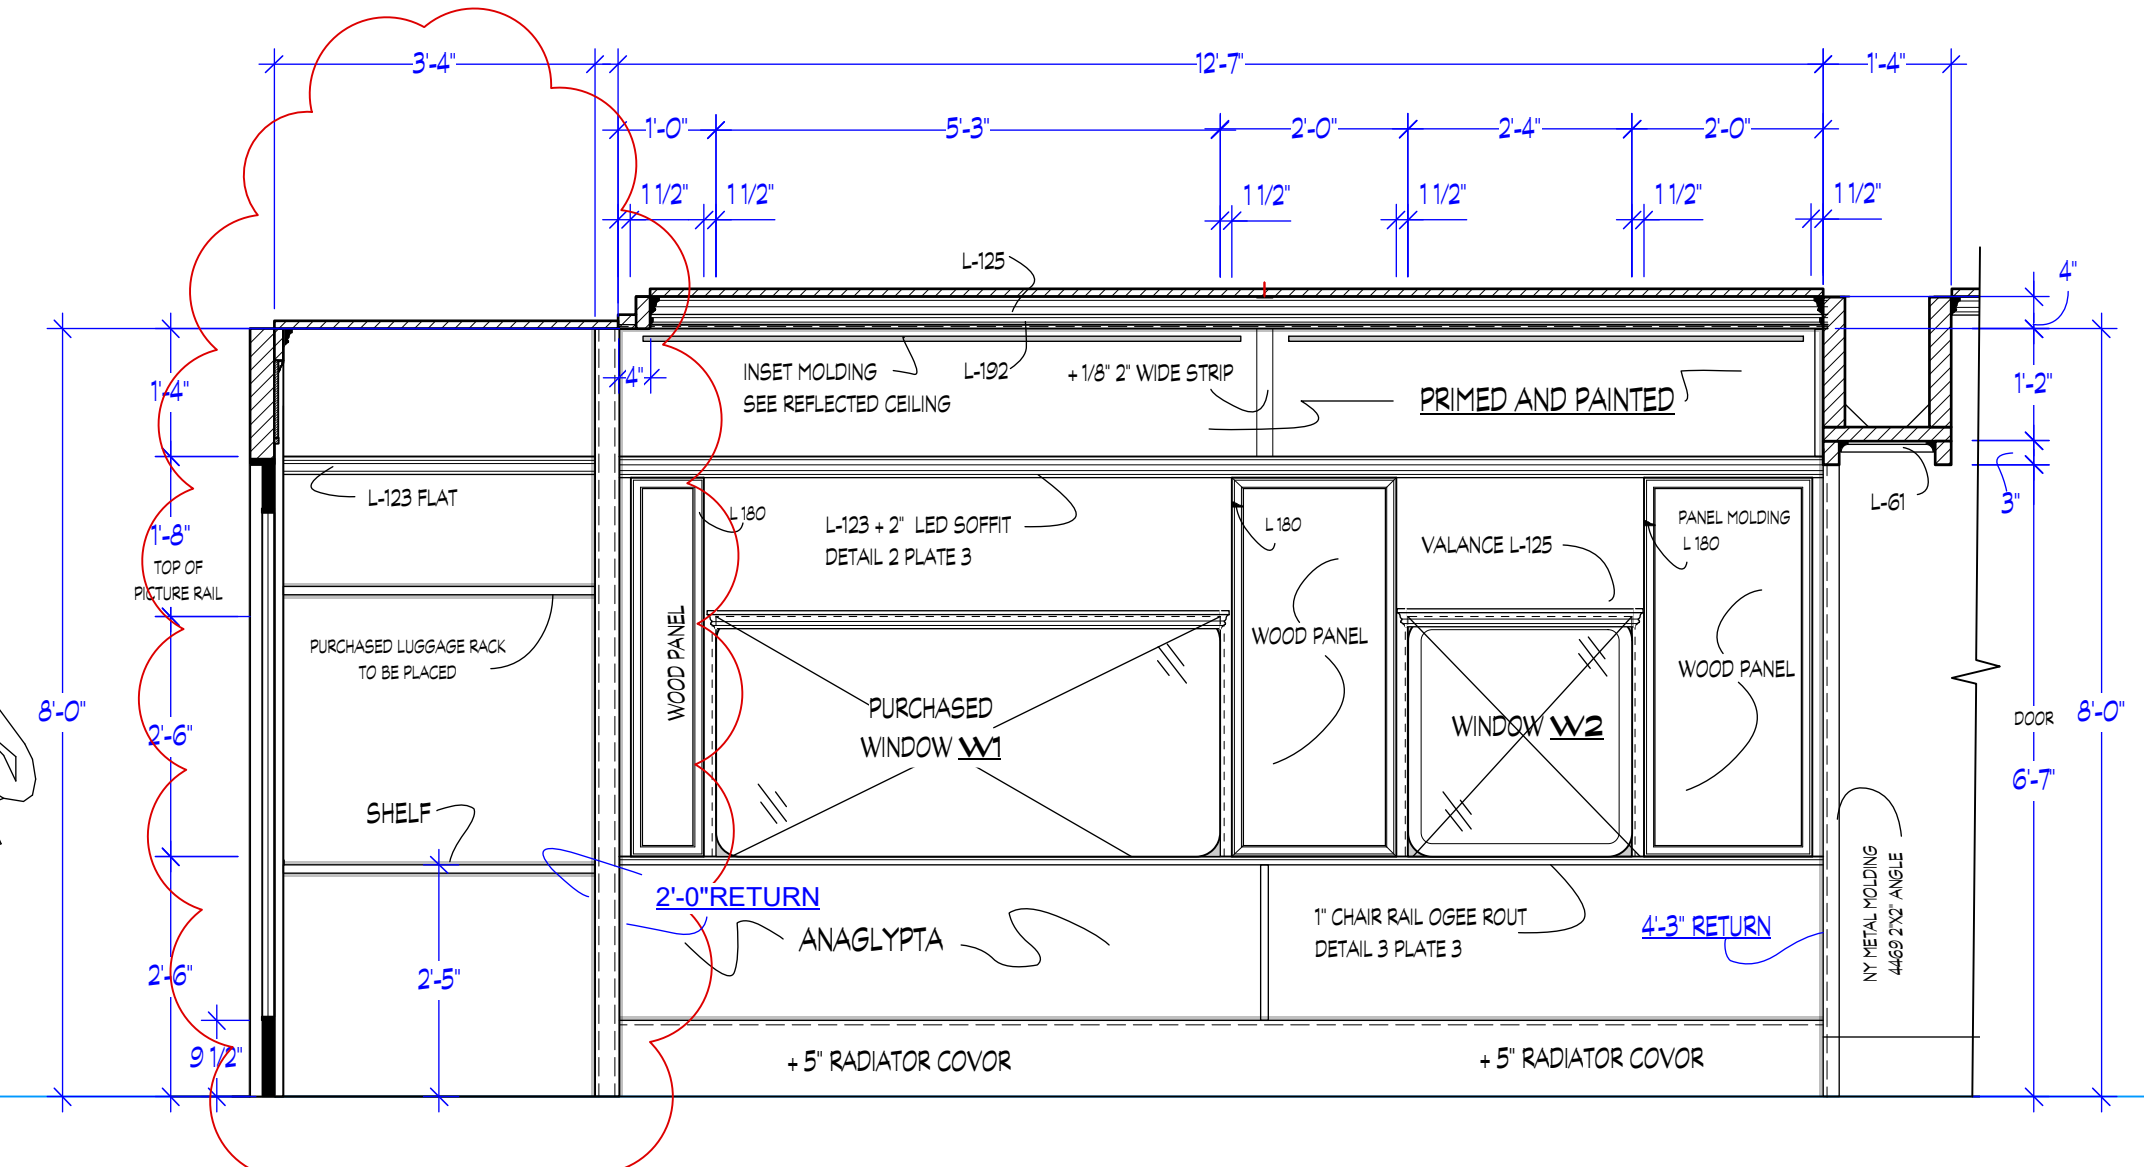 3'-4"
12'-7"
1'-4"
1'-0"
5'-3"
2'-0"
2'-4"
2'-0"
1 1/2"
1 1/2"
1 1/2"
1 1/2"
1 1/2"
1 1/2"
L-125
4"
INSET MOLDING
SEE REFLECTED CEILING
L-192
+ 1/8" 2" WIDE STRIP
PRIMED AND PAINTED
4"
1'-4"
1'-2"
L-123 FLAT
L 180
L-123 + 2" LED SOFFIT
DETAIL 2 PLATE 3
L 180
VALANCE L-125
PANEL MOLDING
L 180
L-61
3"
1'-8"
TOP OF
PICTURE RAIL
PURCHASED LUGGAGE RACK
TO BE PLACED
WOOD PANEL
WOOD PANEL
WOOD PANEL
8'-0"
2'-6"
PURCHASED
WINDOW W1
WINDOW W2
DOOR
8'-0"
6'-7"
SHELF
2'-0"RETURN
ANAGLYPTA
1" CHAIR RAIL OGEE ROUT
DETAIL 3 PLATE 3
4'-3" RETURN
NY METAL MOLDING
4469 2"X2" ANGLE
2'-6"
2'-5"
9 1/2"
+ 5" RADIATOR COVOR
+ 5" RADIATOR COVOR